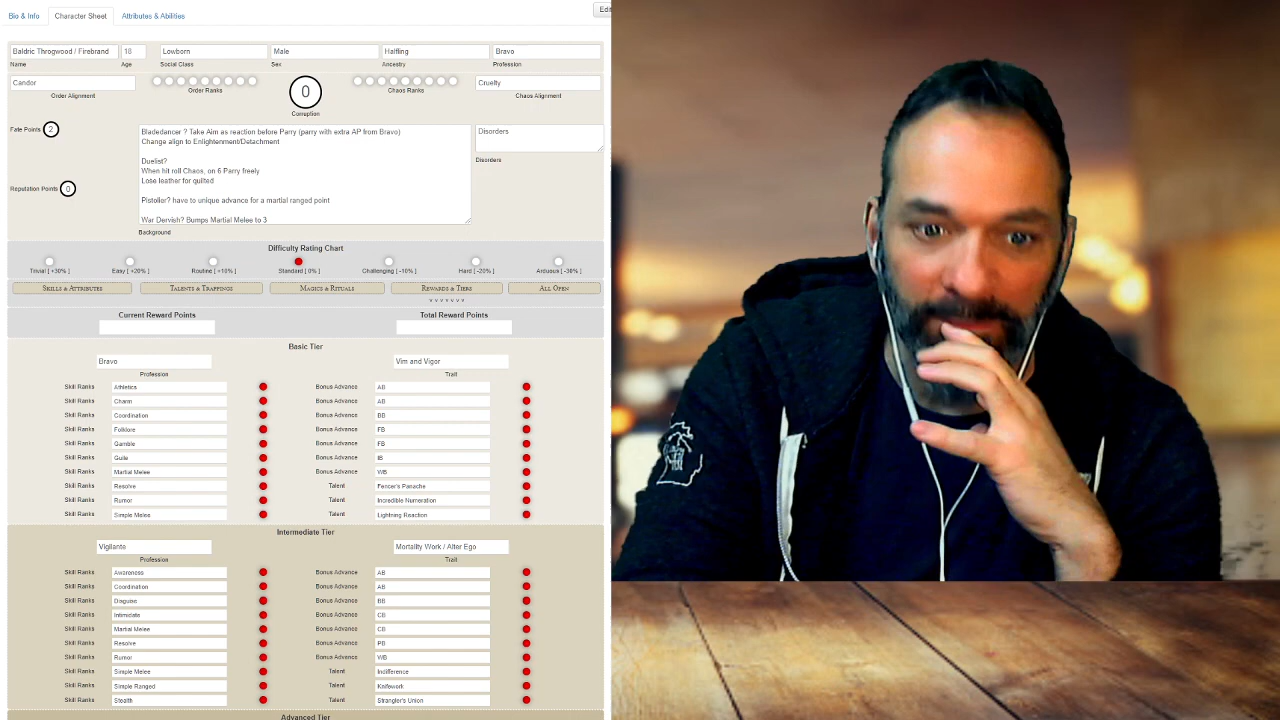 Bio & Info Character Sheet Attributes & Abilities Edit
Baldric Throgwood / Firebrand 18 Lowborn Male Halfling Bravo
Name Age Social Class Sex Ancestry Profession
Candor Cruelty
Order Alignment Order Ranks 0 Chaos Ranks Chaos Alignment
Corruption
Fate Points 2
Reputation Points 0
Bladedancer ? Take Aim as reaction before Parry (parry with extra AP from Bravo)
Change align to Enlightenment/Detachment
Duelist?
When hit roll Chaos, on 6 Parry freely
Lose leather for quilted
Pistolier? have to unique advance for a martial ranged point
War Dervish? Bumps Martial Melee to 3
Background
Disorders
Disorders
Difficulty Rating Chart
Trivial [ +30% ] Easy [ +20% ] Routine [ +10% ] Standard [ 0% ] Challenging [ -10% ] Hard [ -20% ] Arduous [ -30% ]
Skills & Attributes Talents & Trappings Magics & Rituals Rewards & Tiers All Open
v v v v v v v
Current Reward Points Total Reward Points
Basic Tier
Bravo Vim and Vigor
Profession Trait
Skill Ranks Athletics Bonus Advance AB
Skill Ranks Charm Bonus Advance AB
Skill Ranks Coordination Bonus Advance BB
Skill Ranks Folklore Bonus Advance FB
Skill Ranks Gamble Bonus Advance FB
Skill Ranks Guile Bonus Advance IB
Skill Ranks Martial Melee Bonus Advance WB
Skill Ranks Resolve Talent Fencer's Panache
Skill Ranks Rumor Talent Incredible Numeration
Skill Ranks Simple Melee Talent Lightning Reaction
Intermediate Tier
Vigilante Mortality Work / Alter Ego
Profession Trait
Skill Ranks Awareness Bonus Advance AB
Skill Ranks Coordination Bonus Advance AB
Skill Ranks Disguise Bonus Advance BB
Skill Ranks Intimidate Bonus Advance CB
Skill Ranks Martial Melee Bonus Advance CB
Skill Ranks Resolve Bonus Advance PB
Skill Ranks Rumor Bonus Advance WB
Skill Ranks Simple Melee Talent Indifference
Skill Ranks Simple Ranged Talent Knifework
Skill Ranks Stealth Talent Strangler's Union
Advanced Tier